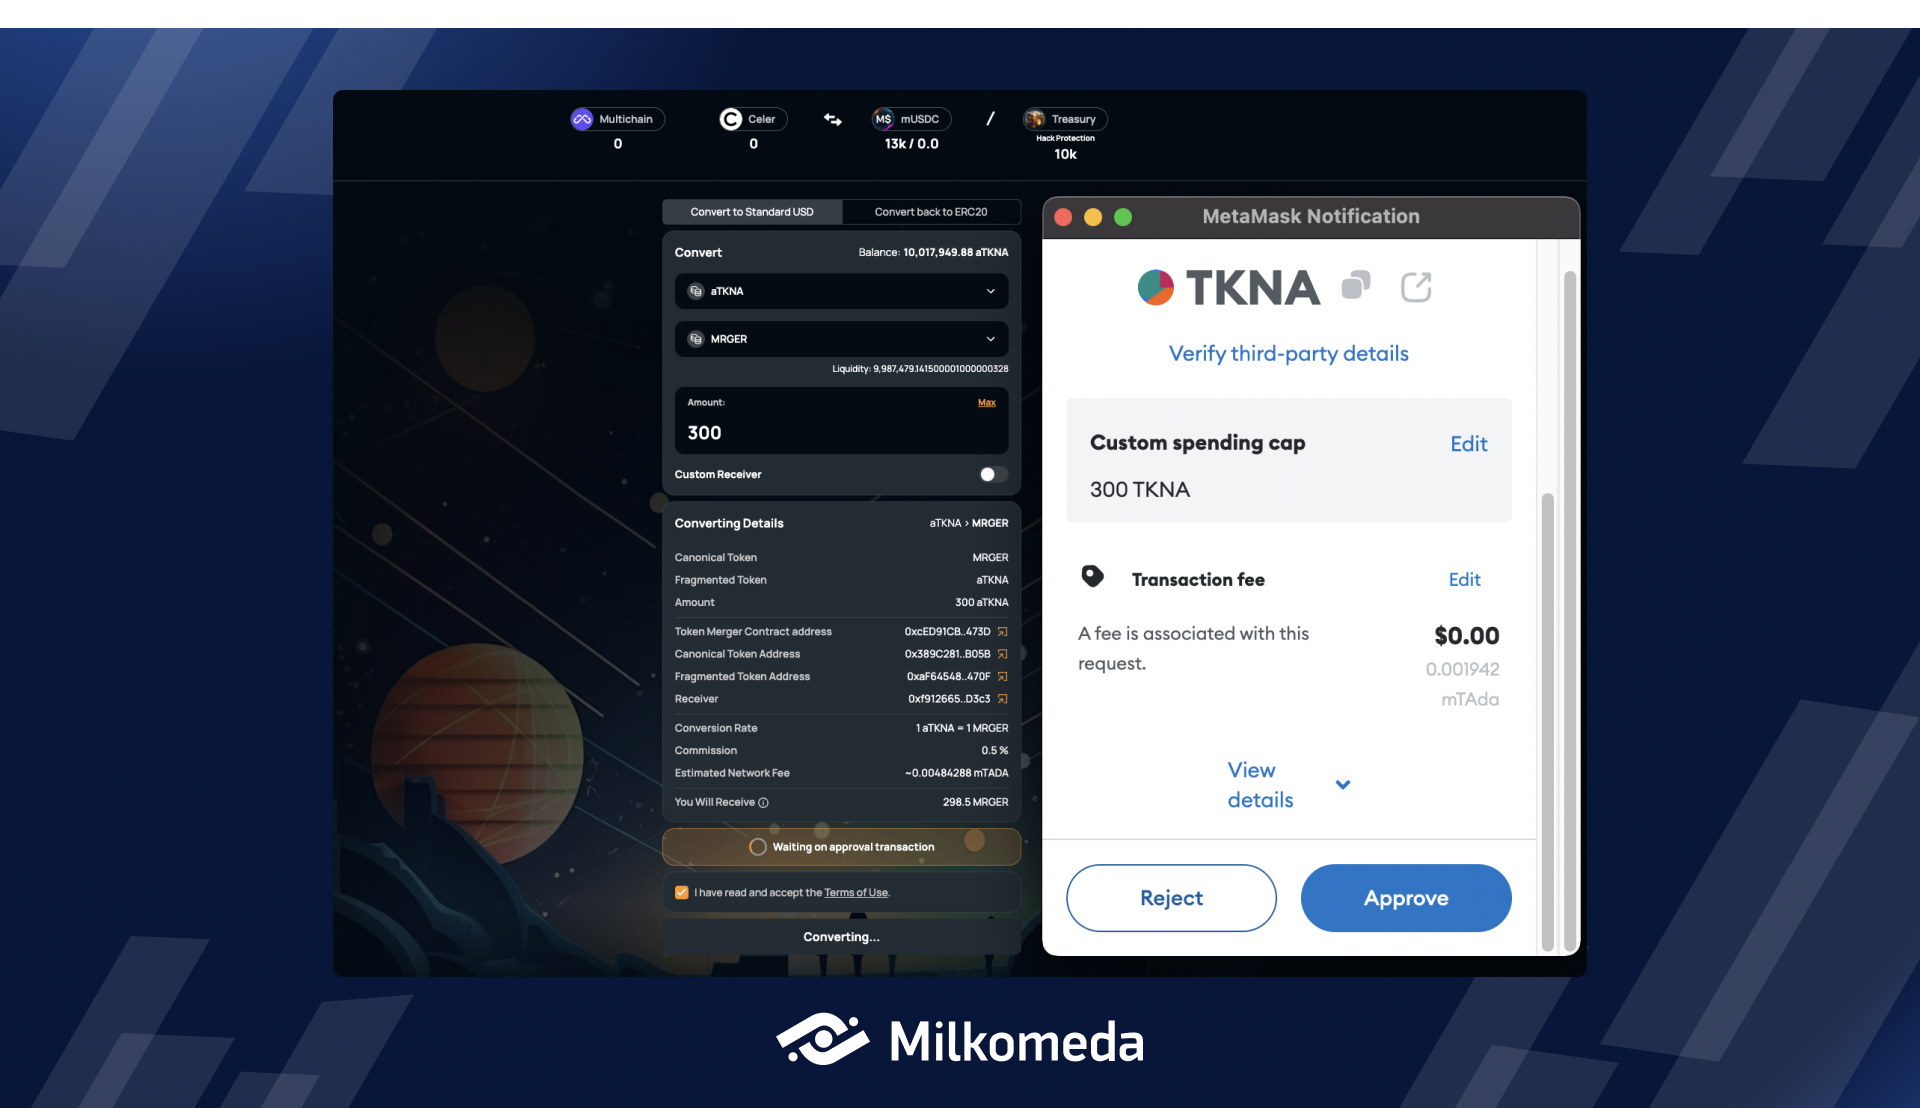 Multichain
0
Celer
0
M$ mUSDC
13k / 0.0
/
Treasury
Hack Protection
10k
Convert to Standard USD
Convert back to ERC20
Convert
Balance: 10,017,949.88 aTKNA
aTKNA
MRGER
Liquidity: 9,987,479.141500001000000328
Amount:
Max
300
Custom Receiver
Converting Details
aTKNA > MRGER
Canonical Token
MRGER
Fragmented Token
aTKNA
Amount
300 aTKNA
Token Merger Contract address
0xcED91CB..473D
Canonical Token Address
0x389C281..B05B
Fragmented Token Address
0xaF64548..470F
Receiver
0xf912665..D3c3
Conversion Rate
1 aTKNA = 1 MRGER
Commission
0.5 %
Estimated Network Fee
~0.00484288 mTADA
You Will Receive
298.5 MRGER
Waiting on approval transaction
I have read and accept the Terms of Use.
Converting...
MetaMask Notification
TKNA
Verify third-party details
Custom spending cap
Edit
300 TKNA
Transaction fee
Edit
A fee is associated with this
request.
$0.00
0.001942
mTAda
View
details
Reject
Approve
Milkomeda